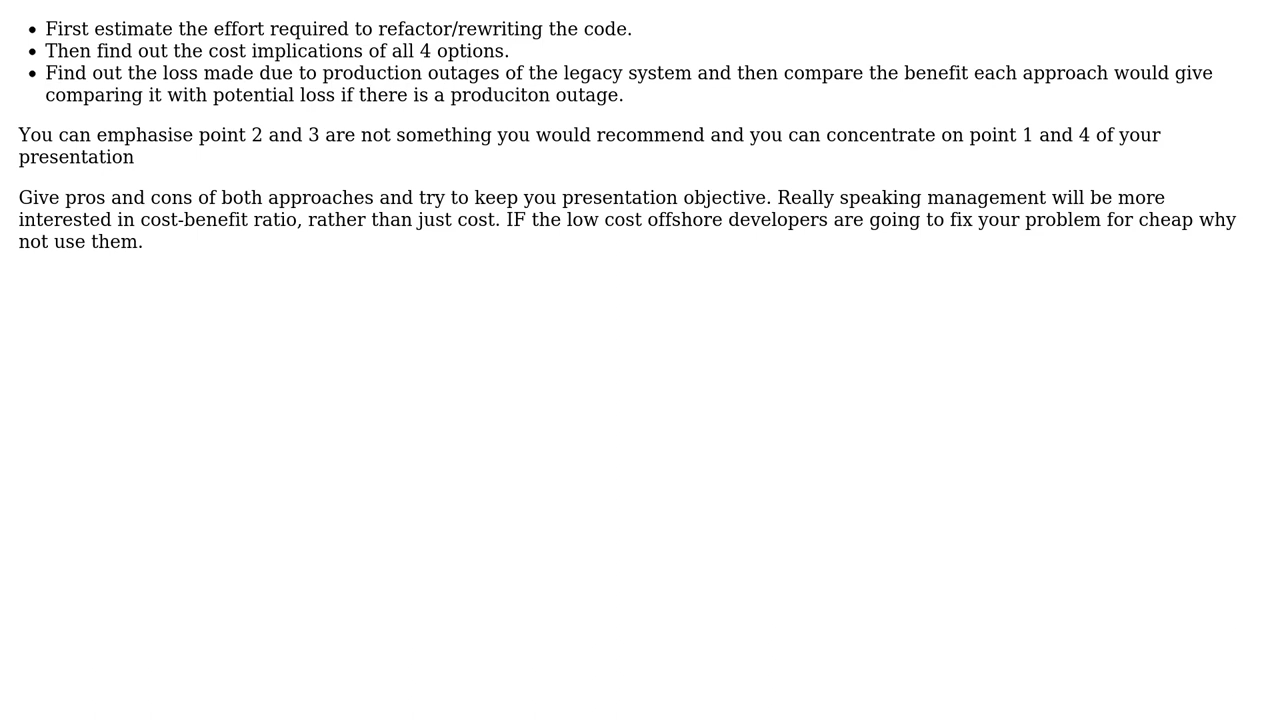 • First estimate the effort required to refactor/rewriting the code.
• Then find out the cost implications of all 4 options.
• Find out the loss made due to production outages of the legacy system and then compare the benefit each approach would give
comparing it with potential loss if there is a produciton outage.
You can emphasise point 2 and 3 are not something you would recommend and you can concentrate on point 1 and 4 of your
presentation
Give pros and cons of both approaches and try to keep you presentation objective. Really speaking management will be more
interested in cost-benefit ratio, rather than just cost. IF the low cost offshore developers are going to fix your problem for cheap why
not use them.